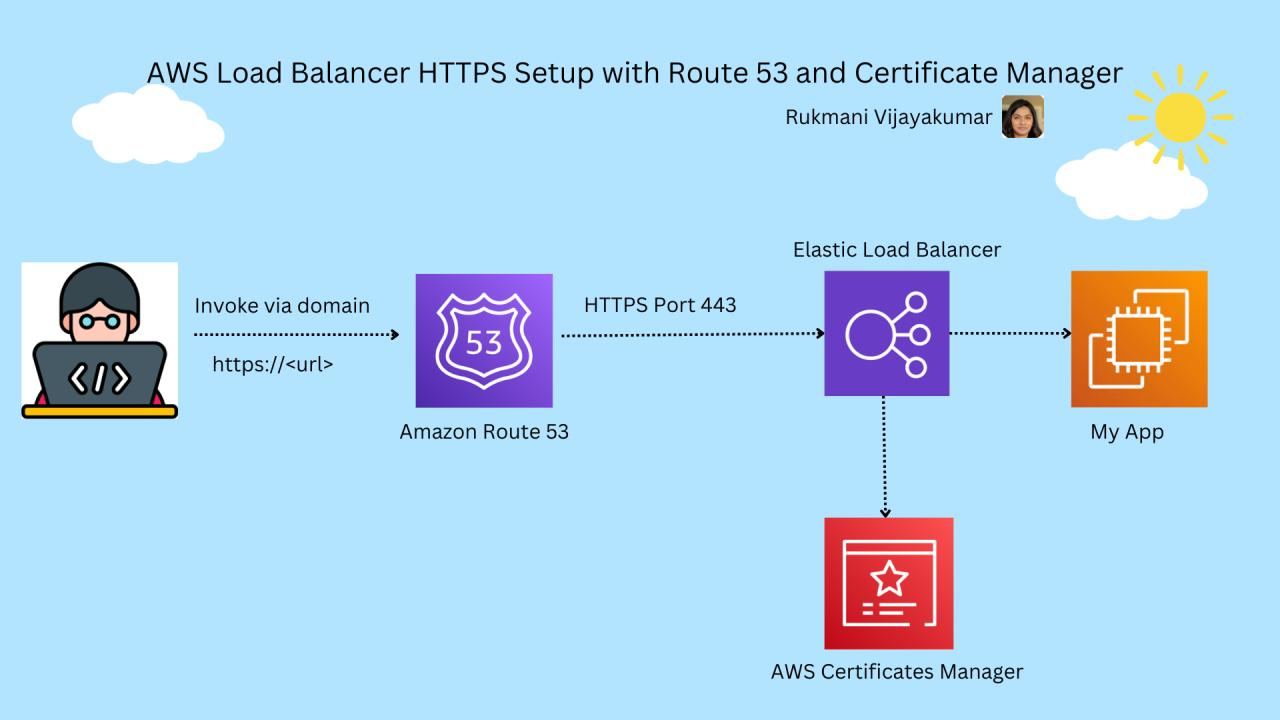 AWS Load Balancer HTTPS Setup with Route 53 and Certificate Manager
Rukmani Vijayakumar
Elastic Load Balancer
Invoke via domain
HTTPS Port 443
53
https://<url>
Amazon Route 53
My App
AWS Certificates Manager